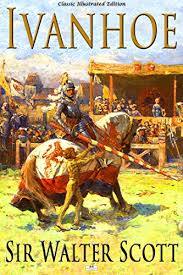 Classic Illustrated Edition
IVANHOE
SIR WALTER SCOTT